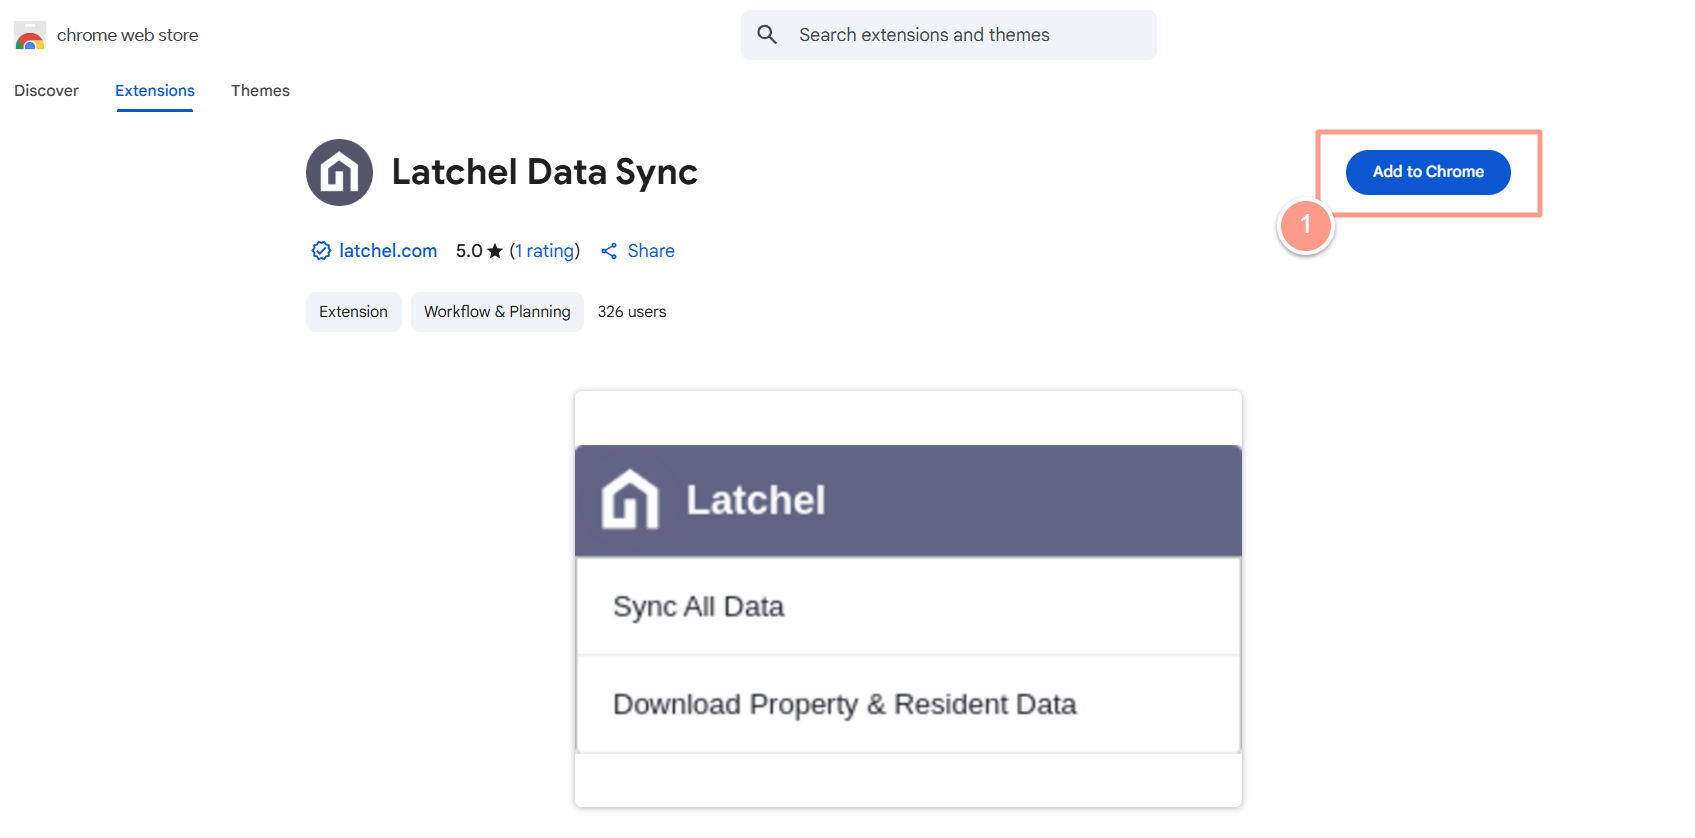 chrome web store
Search extensions and themes
Discover Extensions Themes
Latchel Data Sync
Add to Chrome
1
latchel.com 5.0 ★ (1 rating) Share
Extension Workflow & Planning 326 users
Latchel
Sync All Data
Download Property & Resident Data